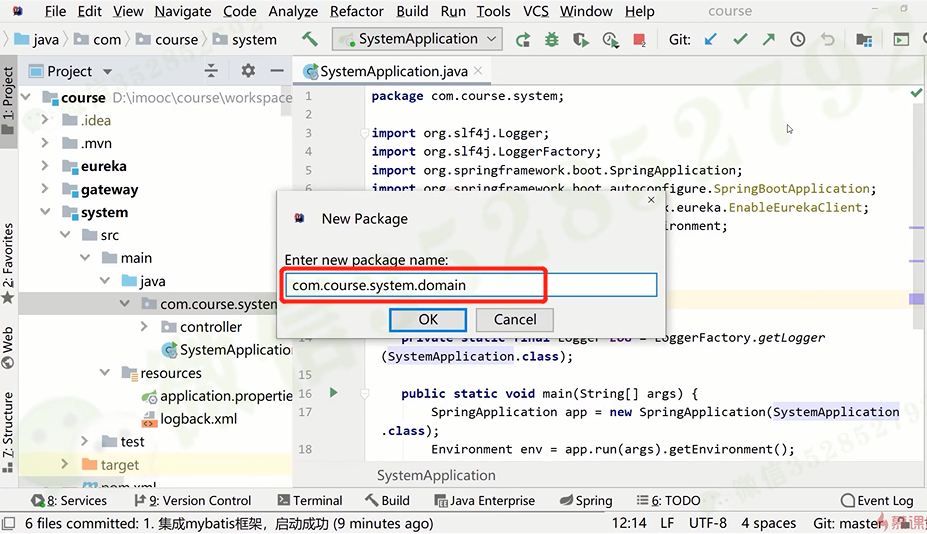 File Edit View Navigate Code Analyze Refactor Build Run Tools VCS Window Help course
java com course system SystemApplication Git:
Project SystemApplication.java
1: Project
2: Favorites
Web
7: Structure
course D:\imooc\course\workspace
.idea
.mvn
eureka
gateway
system
src
main
java
com.course.system
controller
SystemApplication
resources
application.properties
logback.xml
test
target
pom.xml
1 package com.course.system;
2
3 import org.slf4j.Logger;
4 import org.slf4j.LoggerFactory;
5 import org.springframework.boot.SpringApplication;
6 import org.springframework.boot.autoconfigure.SpringBootApplication;
x.eureka.EnableEurekaClient;
ironment;
New Package
Enter new package name:
com.course.system.domain
OK Cancel
14 private static final Logger LOG = LoggerFactory.getLogger
(SystemApplication.class);
15
16 public static void main(String[] args) {
17 SpringApplication app = new SpringApplication(SystemApplication
.class);
18 Environment env = app.run(args).getEnvironment();
SystemApplication
8: Services 9: Version Control Terminal Build Java Enterprise Spring 6: TODO Event Log
6 files committed: 1. 集成mybatis框架，启动成功 (9 minutes ago) 12:14 LF UTF-8 4 spaces Git: master